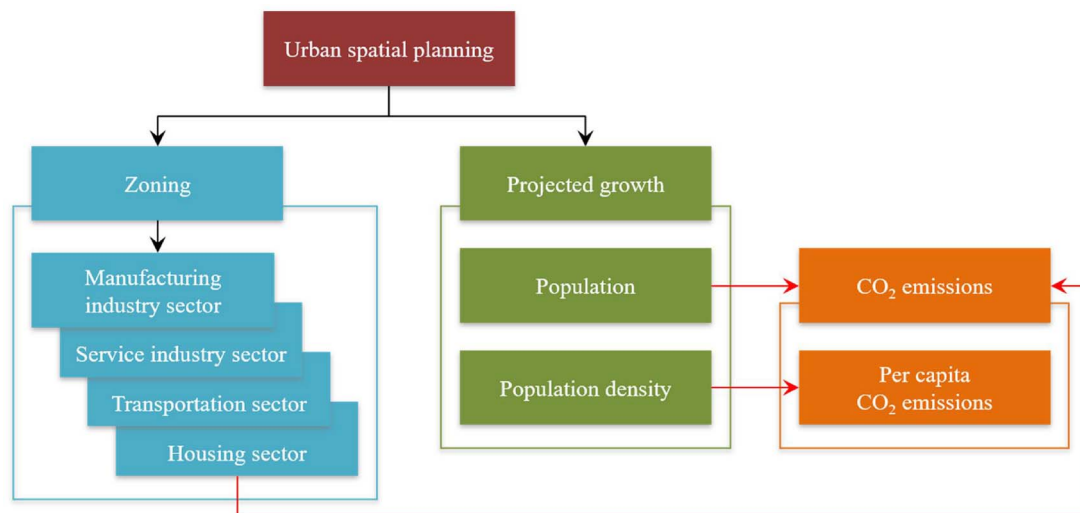 Urban spatial planning
Zoning
Projected growth
Manufacturing
industry sector
Service industry sector
Transportation sector
Housing sector
Population
Population density
CO₂ emissions
Per capita
CO₂ emissions